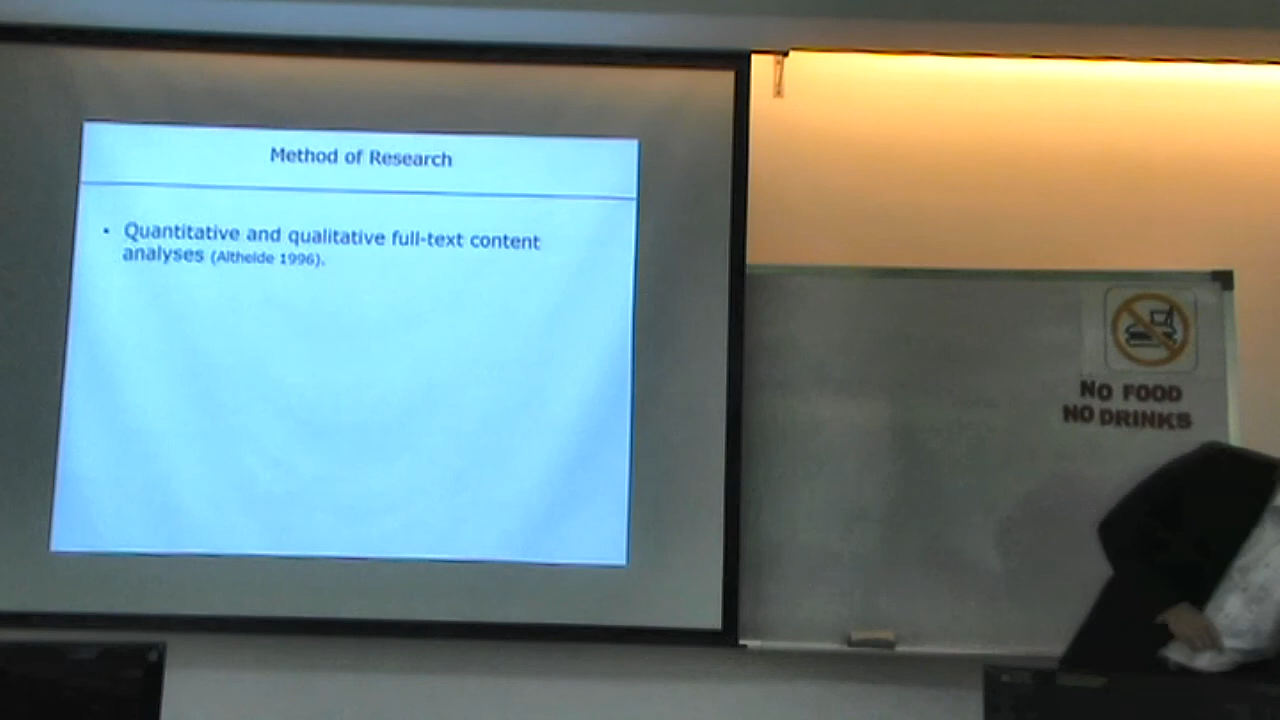 Method of Research
• Quantitative and qualitative full-text content
analyses (Altheide 1996).
NO FOOD
NO DRINKS